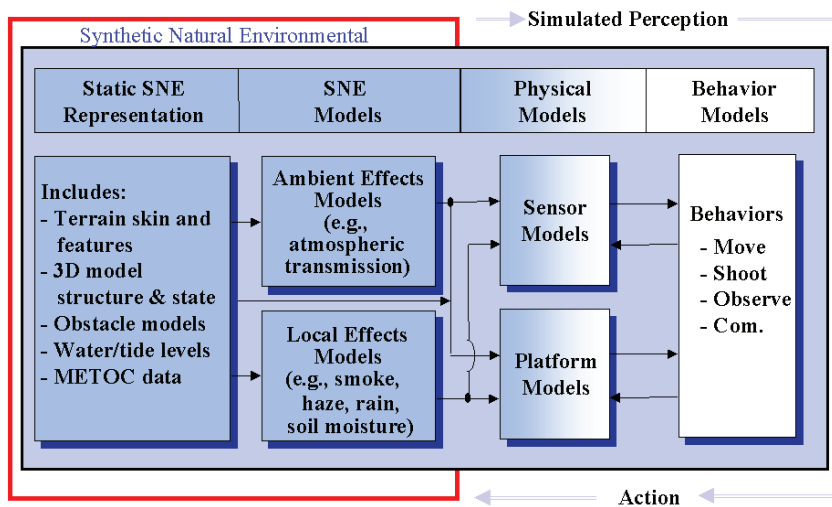 Simulated Perception
Synthetic Natural Environmental
Static SNE
Representation
SNE
Models
Physical
Models
Behavior
Models
Includes:
- Terrain skin and
features
- 3D model
structure & state
- Obstacle models
- Water/tide levels
- METOC data
Ambient Effects
Models
(e.g.,
atmospheric
transmission)
Local Effects
Models
(e.g., smoke,
haze, rain,
soil moisture)
Sensor
Models
Platform
Models
Behaviors
- Move
- Shoot
- Observe
- Com.
Action